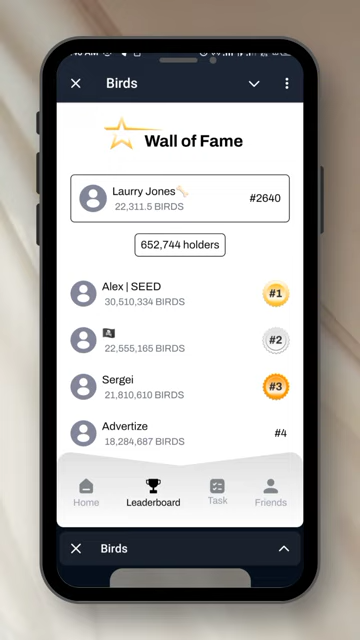 Birds
Wall of Fame
Laurry Jones🦴
22,311.5 BIRDS
#2640
652,744 holders
Alex | SEED
30,510,334 BIRDS
#1
🏴‍☠️
22,555,165 BIRDS
#2
Sergei
21,810,610 BIRDS
#3
Advertize
18,284,687 BIRDS
#4
Home
Leaderboard
Task
Friends
Birds